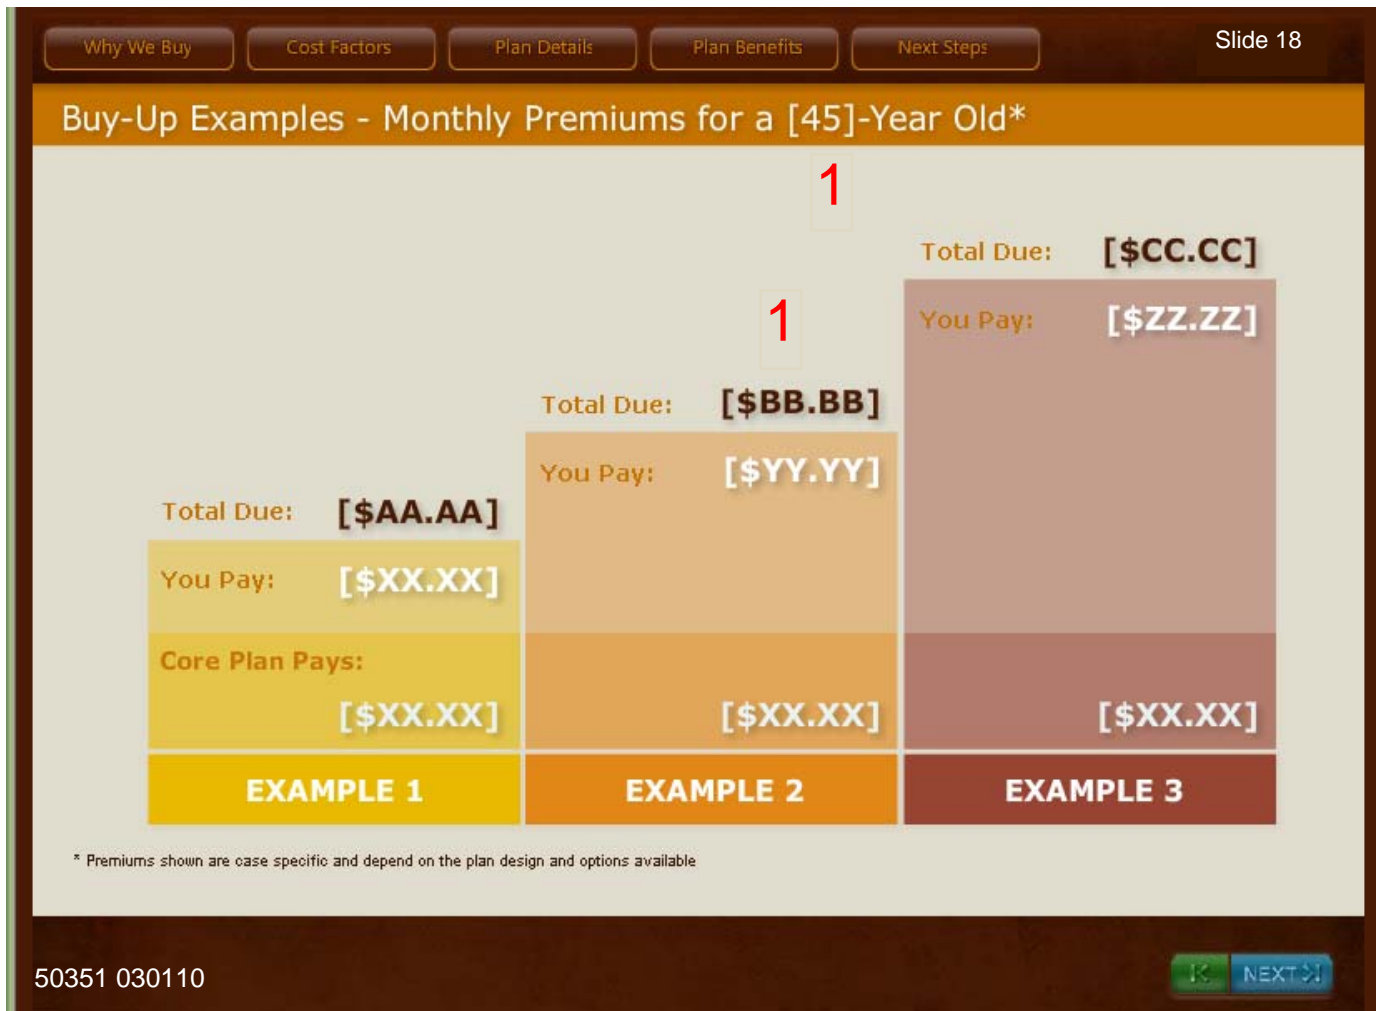 Why We Buy
Cost Factors
Plan Details
Plan Benefits
Next Steps
Slide 18
Buy-Up Examples - Monthly Premiums for a [45]-Year Old*
1
Total Due: [$CC.CC]
1
You Pay: [$ZZ.ZZ]
Total Due: [$BB.BB]
You Pay: [$YY.YY]
Total Due: [$AA.AA]
You Pay: [$XX.XX]
Core Plan Pays:
[$XX.XX]
[$XX.XX]
[$XX.XX]
EXAMPLE 1
EXAMPLE 2
EXAMPLE 3
* Premiums shown are case specific and depend on the plan design and options available
50351 030110
NEXT